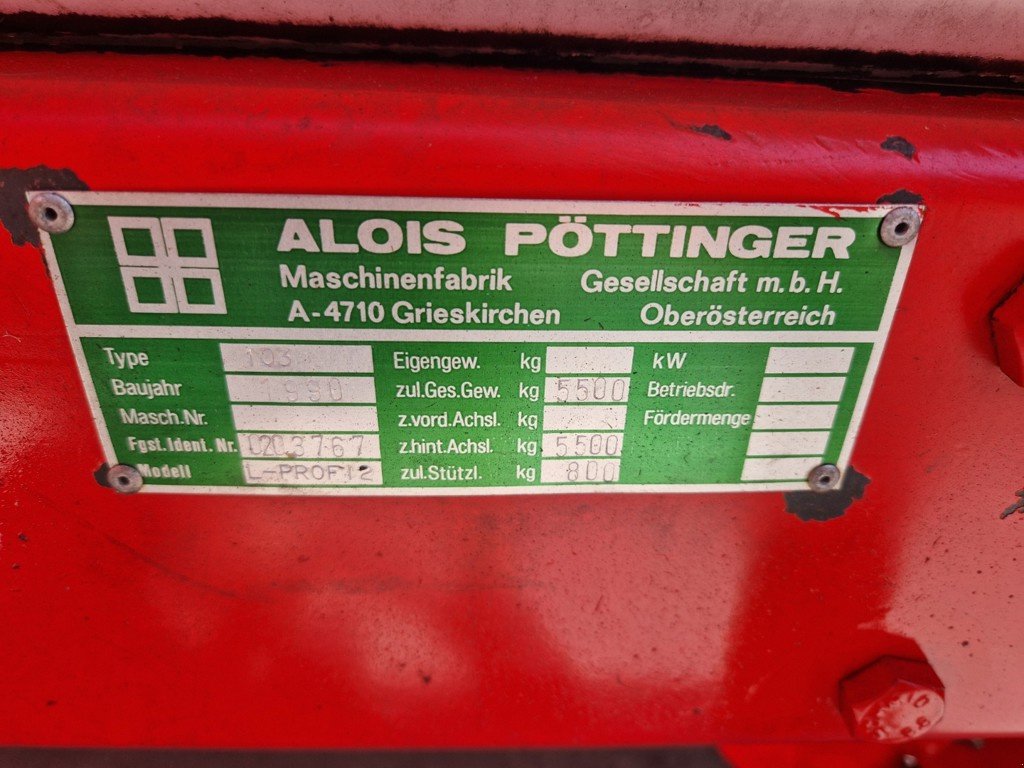 ALOIS PÖTTINGER
Maschinenfabrik Gesellschaft m.b.H.
A-4710 Grieskirchen Oberösterreich
Type 103 Eigengew. kg kW
Baujahr 1990 zul.Ges.Gew. kg 5500 Betriebsdr.
Masch.Nr. z.vord.Achsl. kg Fördermenge
Fgst.Ident.Nr. 0203767 z.hint.Achsl. kg 5500
Modell L-PROFI2 zul.Stützl. kg 800